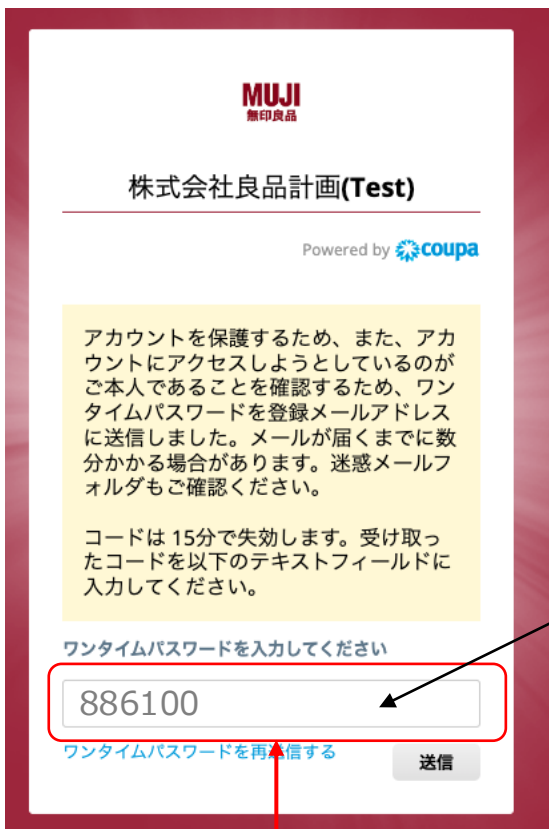 MUJI
無印良品
株式会社良品計画(Test)
Powered by coupa
アカウントを保護するため、また、アカ
ウントにアクセスしようとしているのが
ご本人であることを確認するため、ワン
タイムパスワードを登録メールアドレス
に送信しました。メールが届くまでに数
分かかる場合があります。迷惑メールフ
ォルダもご確認ください。
コードは 15分で失効します。受け取っ
たコードを以下のテキストフィールドに
入力してください。
ワンタイムパスワードを入力してください
886100
ワンタイムパスワードを再送信する
送信